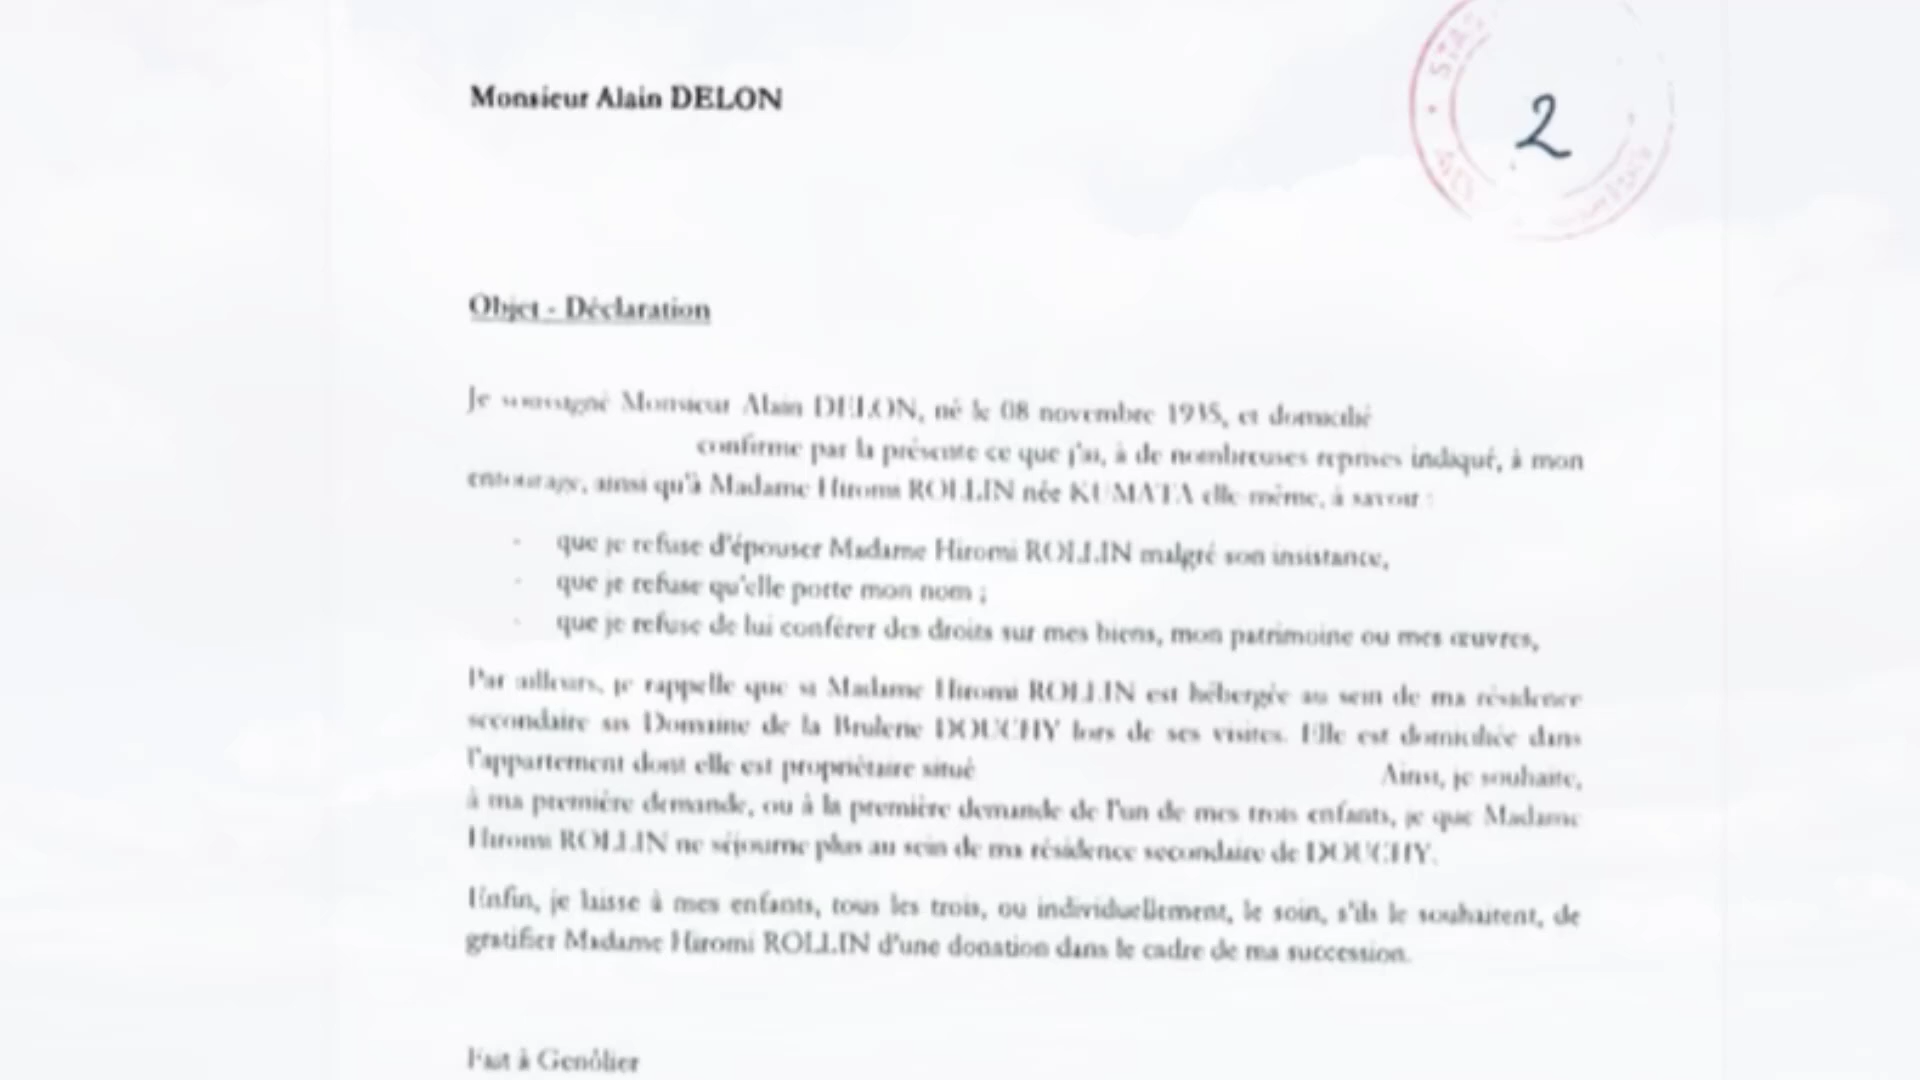 Monsieur Alain DELON
2
Objet - Déclaration
Je soussigné Monsieur Alain DELON, né le 08 novembre 1935, et domicilié
confirme par la présente ce que j'ai, à de nombreuses reprises indiqué, à mon
entourage, ainsi qu'à Madame Hiromi ROLLIN née KUMATA elle même, à savoir :
- que je refuse d'épouser Madame Hiromi ROLLIN malgré son insistance,
- que je refuse qu'elle porte mon nom ;
- que je refuse de lui conférer des droits sur mes biens, mon patrimoine ou mes œuvres,
Par ailleurs, je rappelle que si Madame Hiromi ROLLIN est hébergée au sein de ma résidence
secondaire sis Domaine de la Brulerie DOUCHY lors de ses visites. Elle est domiciliée dans
l'appartement dont elle est propriétaire situé Ainsi, je souhaite,
à ma première demande, ou à la première demande de l'un de mes trois enfants, je que Madame
Hiromi ROLLIN ne séjourne plus au sein de ma résidence secondaire de DOUCHY.
Enfin, je laisse à mes enfants, tous les trois, ou individuellement, le soin, s'ils le souhaitent, de
gratifier Madame Hiromi ROLLIN d'une donation dans le cadre de ma succession.
Fait à Genôlier